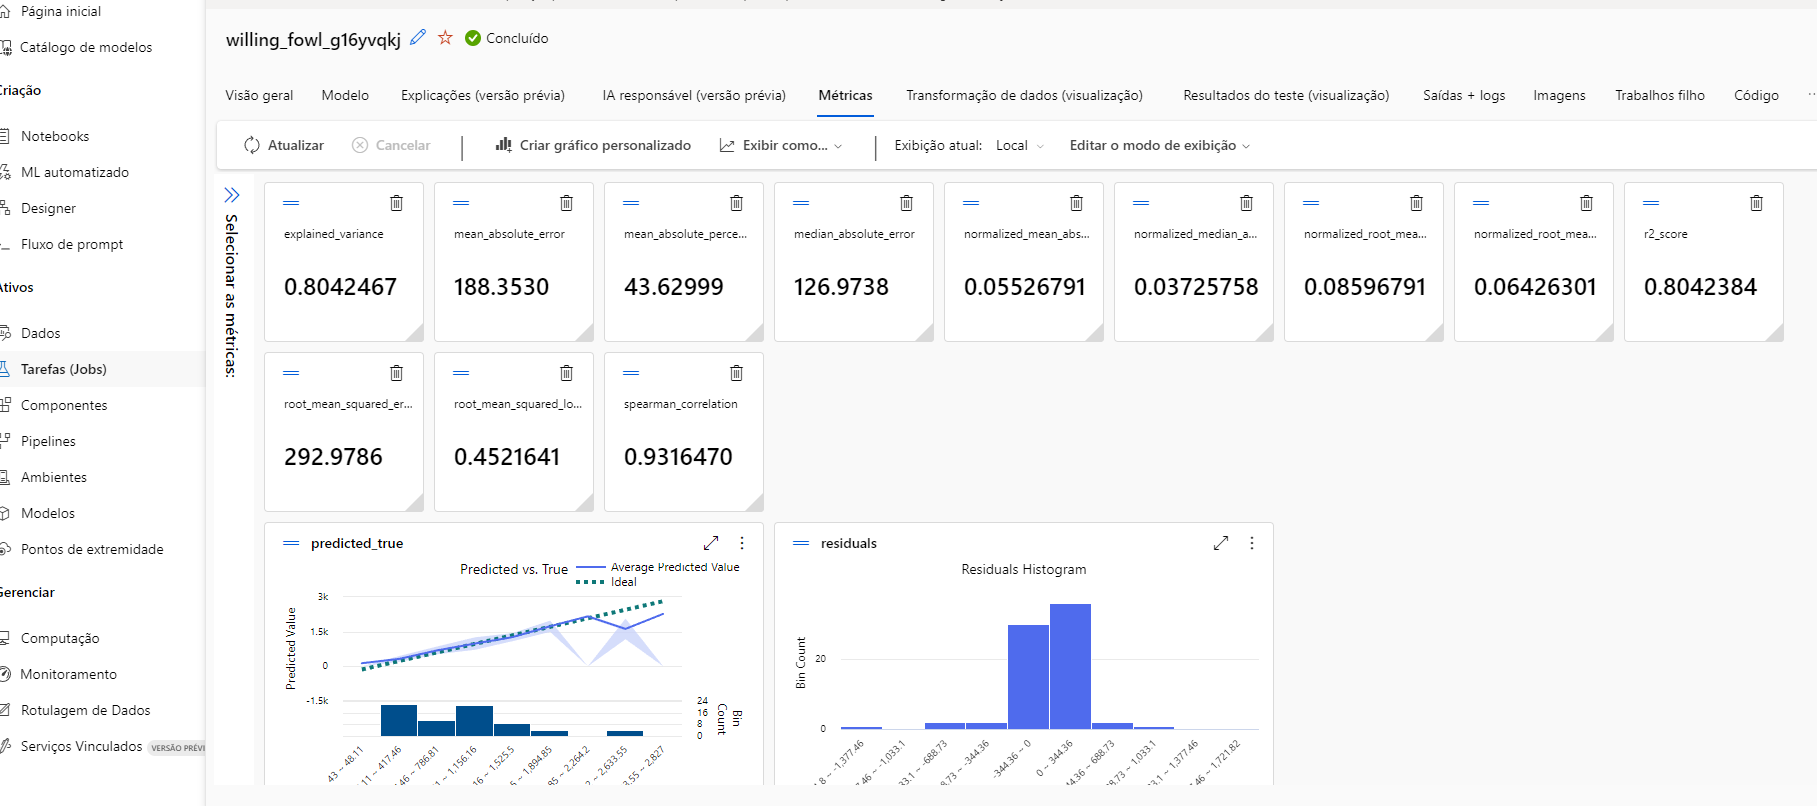 Página inicial
Catálogo de modelos
Criação
Notebooks
ML automatizado
Designer
Fluxo de prompt
Ativos
Dados
Tarefas (Jobs)
Componentes
Pipelines
Ambientes
Modelos
Pontos de extremidade
Gerenciar
Computação
Monitoramento
Rotulagem de Dados
Serviços Vinculados VERSÃO PRÉVI
willing_fowl_g16yvqkj Concluído
Visão geral Modelo Explicações (versão prévia) IA responsável (versão prévia) Métricas Transformação de dados (visualização) Resultados do teste (visualização) Saídas + logs Imagens Trabalhos filho Código ...
Atualizar Cancelar Criar gráfico personalizado Exibir como... Exibição atual: Local Editar o modo de exibição
Selecionar as métricas:
explained_variance mean_absolute_error mean_absolute_perce... median_absolute_error normalized_mean_abs... normalized_median_a... normalized_root_mea... normalized_root_mea... r2_score
0.8042467 188.3530 43.62999 126.9738 0.05526791 0.03725758 0.08596791 0.06426301 0.8042384
root_mean_squared_er... root_mean_squared_lo... spearman_correlation
292.9786 0.4521641 0.9316470
predicted_true
Predicted vs. True Average Predicted Value
Ideal
Predicted Value
3k
1.5k
0
-1.5k
24
16
8
0
Bin
Count
43 ~ 48.11
.11 ~ 417.46
.46 ~ 786.81
1 ~ 1,156.16
16 ~ 1,525.5
5 ~ 1,894.85
85 ~ 2,264.2
2 ~ 2,633.55
3.55 ~ 2,827
residuals
Residuals Histogram
Bin Count
20
0
.8 ~ -1,377.46
.46 ~ -1,033.1
33.1 ~ -688.73
8.73 ~ -344.36
-344.36 ~ 0
0 ~ 344.36
44.36 ~ 688.73
8.73 ~ 1,033.1
3.1 ~ 1,377.46
.46 ~ 1,721.82